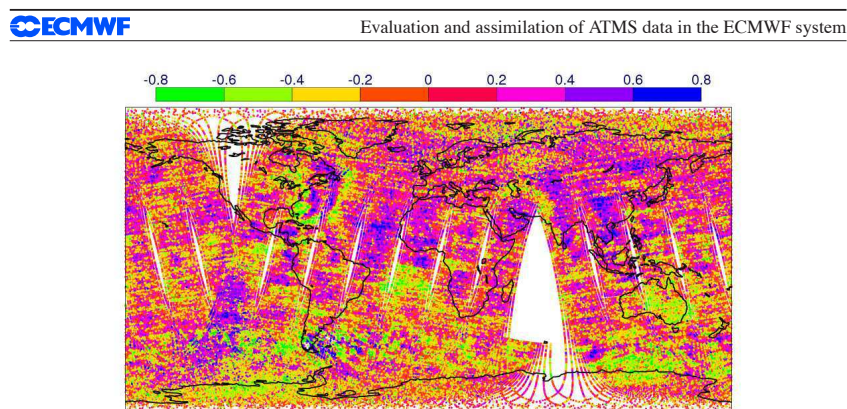 ECMWF
Evaluation and assimilation of ATMS data in the ECMWF system
-0.8 -0.6 -0.4 -0.2 0 0.2 0.4 0.6 0.8